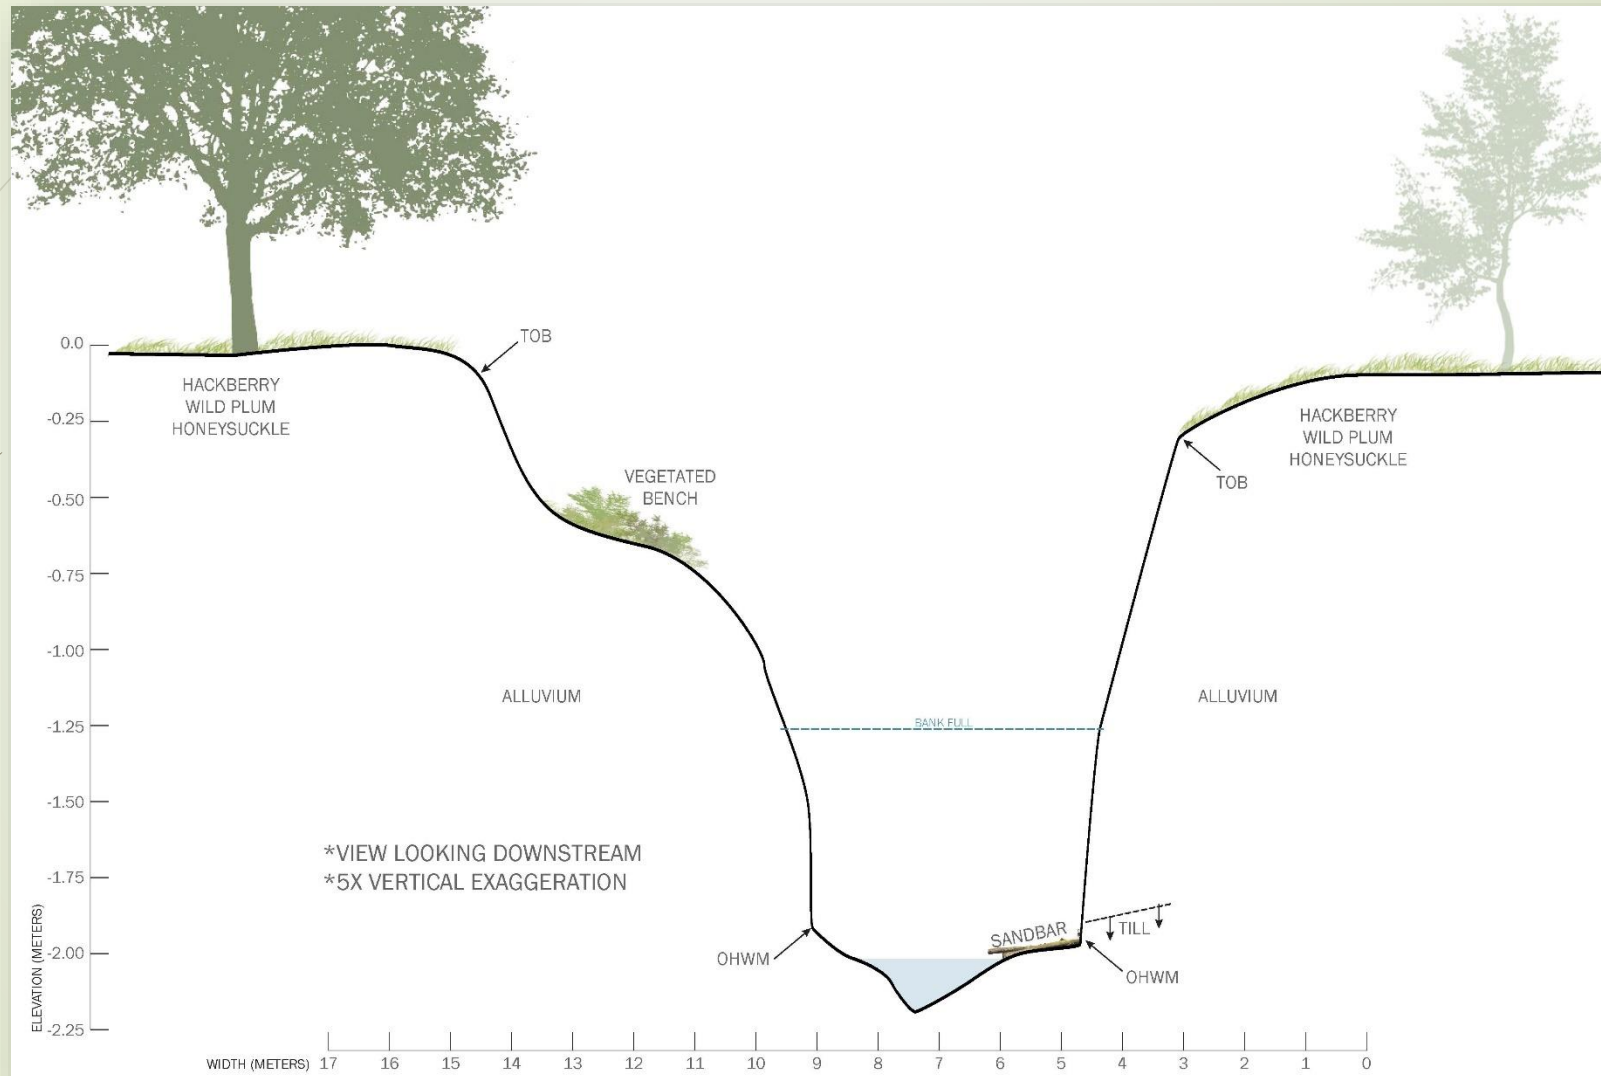 0.0
-0.25
-0.50
-0.75
-1.00
-1.25
-1.50
-1.75
-2.00
-2.25
ELEVATION (METERS)
TOB
HACKBERRY
WILD PLUM
HONEYSUCKLE
VEGETATED
BENCH
HACKBERRY
WILD PLUM
HONEYSUCKLE
TOB
ALLUVIUM
ALLUVIUM
BANK FULL
*VIEW LOOKING DOWNSTREAM
*5X VERTICAL EXAGGERATION
SANDBAR
TILL
OHWM
OHWM
WIDTH (METERS) 17 16 15 14 13 12 11 10 9 8 7 6 5 4 3 2 1 0